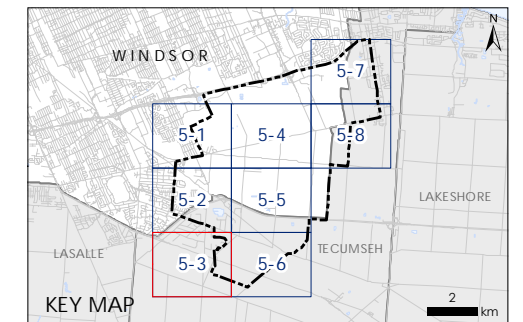 N
WINDSOR
5-7
5-1
5-4
5-8
5-2
5-5
LAKESHORE
LASALLE
TECUMSEH
5-3
5-6
KEY MAP
2
km